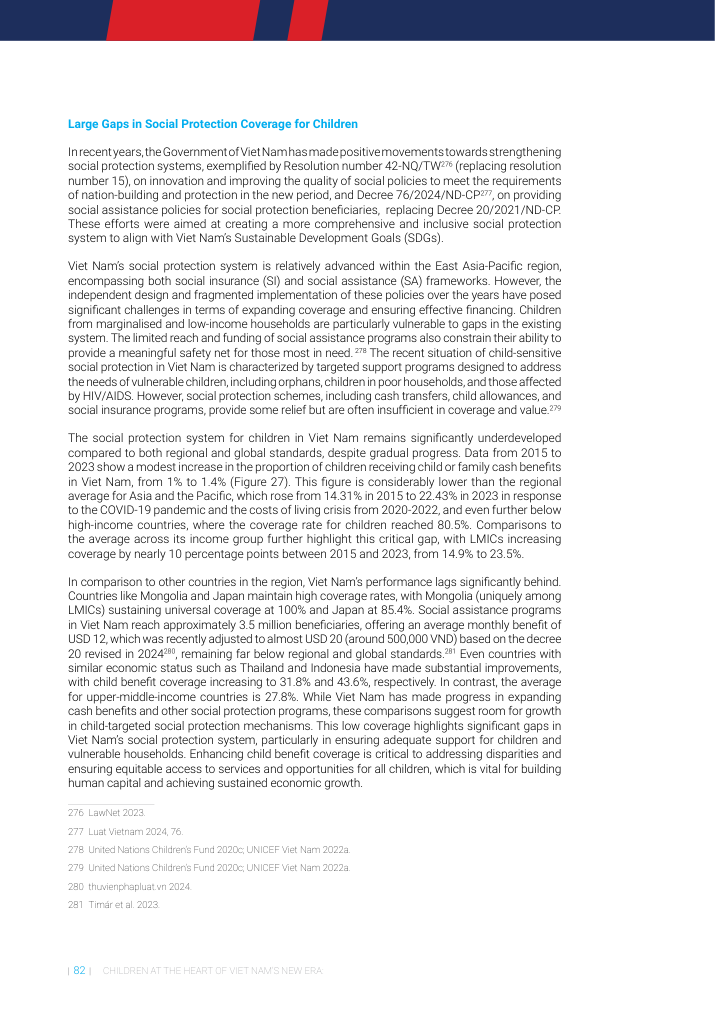 Large Gaps in Social Protection Coverage for Children
In recent years, the Government of Viet Nam has made positive movements towards strengthening
social protection systems, exemplified by Resolution number 42-NQ/TW276 (replacing resolution
number 15), on innovation and improving the quality of social policies to meet the requirements
of nation-building and protection in the new period, and Decree 76/2024/ND-CP277, on providing
social assistance policies for social protection beneficiaries, replacing Decree 20/2021/ND-CP.
These efforts were aimed at creating a more comprehensive and inclusive social protection
system to align with Viet Nam's Sustainable Development Goals (SDGs).
Viet Nam's social protection system is relatively advanced within the East Asia-Pacific region,
encompassing both social insurance (SI) and social assistance (SA) frameworks. However, the
independent design and fragmented implementation of these policies over the years have posed
significant challenges in terms of expanding coverage and ensuring effective financing. Children
from marginalised and low-income households are particularly vulnerable to gaps in the existing
system. The limited reach and funding of social assistance programs also constrain their ability to
provide a meaningful safety net for those most in need. 278 The recent situation of child-sensitive
social protection in Viet Nam is characterized by targeted support programs designed to address
the needs of vulnerable children, including orphans, children in poor households, and those affected
by HIV/AIDS. However, social protection schemes, including cash transfers, child allowances, and
social insurance programs, provide some relief but are often insufficient in coverage and value.279
The social protection system for children in Viet Nam remains significantly underdeveloped
compared to both regional and global standards, despite gradual progress. Data from 2015 to
2023 show a modest increase in the proportion of children receiving child or family cash benefits
in Viet Nam, from 1% to 1.4% (Figure 27). This figure is considerably lower than the regional
average for Asia and the Pacific, which rose from 14.31% in 2015 to 22.43% in 2023 in response
to the COVID-19 pandemic and the costs of living crisis from 2020-2022, and even further below
high-income countries, where the coverage rate for children reached 80.5%. Comparisons to
the average across its income group further highlight this critical gap, with LMICs increasing
coverage by nearly 10 percentage points between 2015 and 2023, from 14.9% to 23.5%.
In comparison to other countries in the region, Viet Nam's performance lags significantly behind.
Countries like Mongolia and Japan maintain high coverage rates, with Mongolia (uniquely among
LMICs) sustaining universal coverage at 100% and Japan at 85.4%. Social assistance programs
in Viet Nam reach approximately 3.5 million beneficiaries, offering an average monthly benefit of
USD 12, which was recently adjusted to almost USD 20 (around 500,000 VND) based on the decree
20 revised in 2024280, remaining far below regional and global standards.281 Even countries with
similar economic status such as Thailand and Indonesia have made substantial improvements,
with child benefit coverage increasing to 31.8% and 43.6%, respectively. In contrast, the average
for upper-middle-income countries is 27.8%. While Viet Nam has made progress in expanding
cash benefits and other social protection programs, these comparisons suggest room for growth
in child-targeted social protection mechanisms. This low coverage highlights significant gaps in
Viet Nam's social protection system, particularly in ensuring adequate support for children and
vulnerable households. Enhancing child benefit coverage is critical to addressing disparities and
ensuring equitable access to services and opportunities for all children, which is vital for building
human capital and achieving sustained economic growth.
276 LawNet 2023.
277 Luat Vietnam 2024, 76.
278 United Nations Children's Fund 2020c; UNICEF Viet Nam 2022a.
279 United Nations Children's Fund 2020c; UNICEF Viet Nam 2022a.
280 thuvienphapluat.vn 2024.
281 Timár et al. 2023.
| 82 | CHILDREN AT THE HEART OF VIET NAM'S NEW ERA